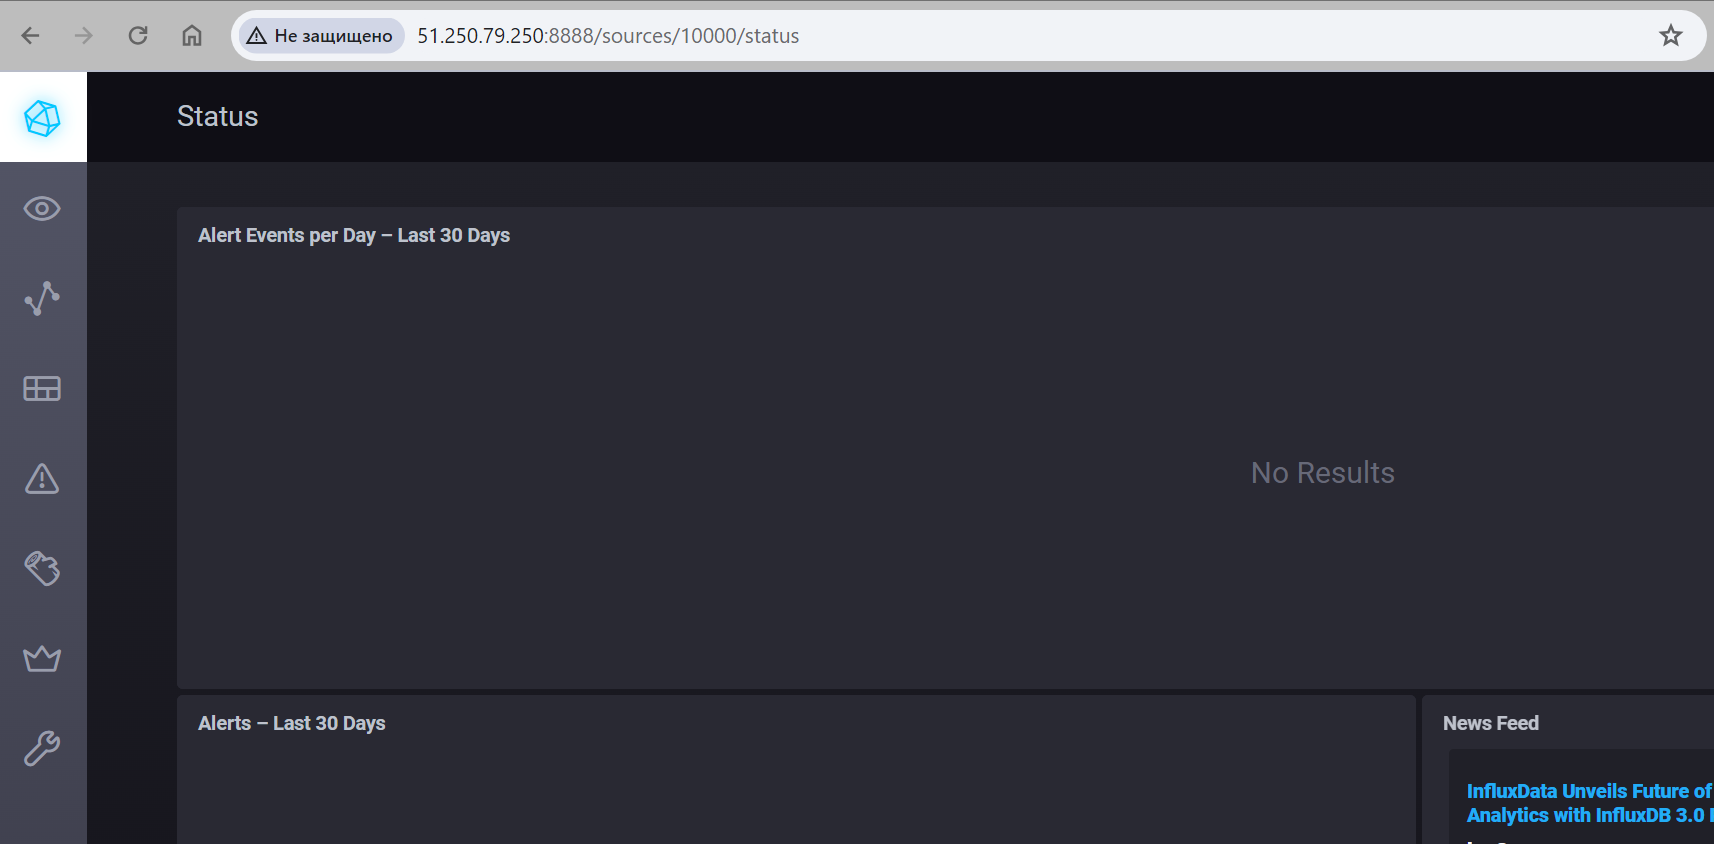 Не защищено
51.250.79.250:8888/sources/10000/status
Status
Alert Events per Day – Last 30 Days
No Results
Alerts – Last 30 Days
News Feed
InfluxData Unveils Future of
Analytics with InfluxDB 3.0